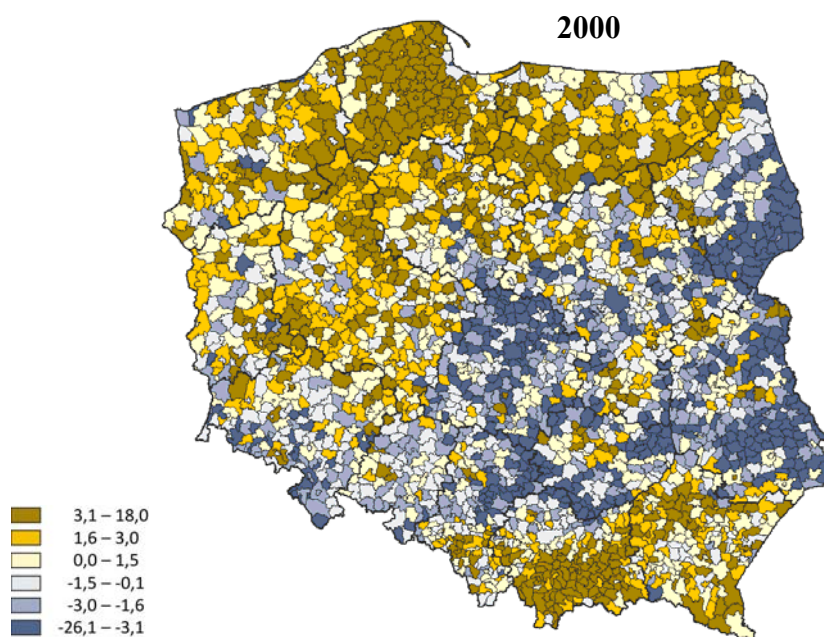 2000
3,1 – 18,0
1,6 – 3,0
0,0 – 1,5
-1,5 – -0,1
-3,0 – -1,6
-26,1 – -3,1